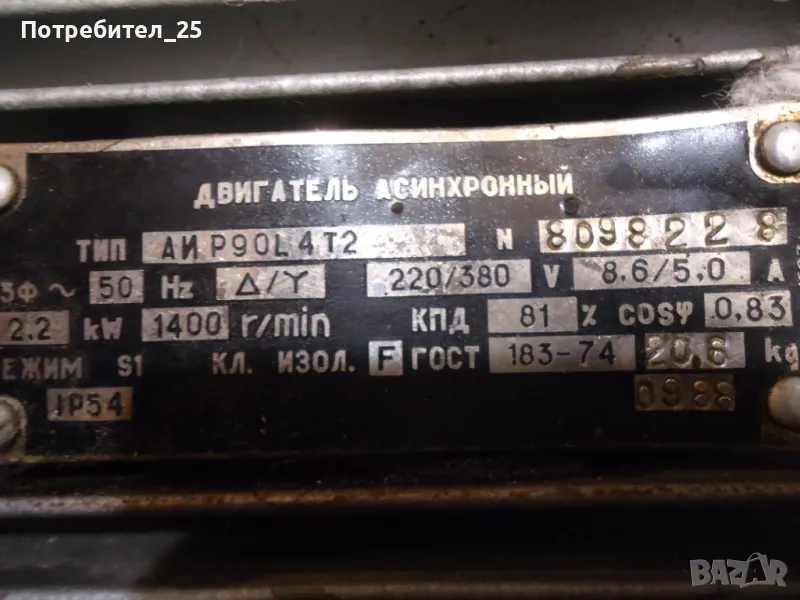 Потребител_25
ДВИГАТЕЛЬ АСИНХРОННЫЙ
ТИП АИР90L4Т2 N 8098228
3Ф ~ 50 Hz Δ/Y 220/380 V 8.6/5.0 A
2.2 kW 1400 r/min КПД 81 % COSφ 0,83
ЕЖИМ S1 КЛ. ИЗОЛ. F ГОСТ 183-74 20,6 kg
IP54 0988
BAZAR